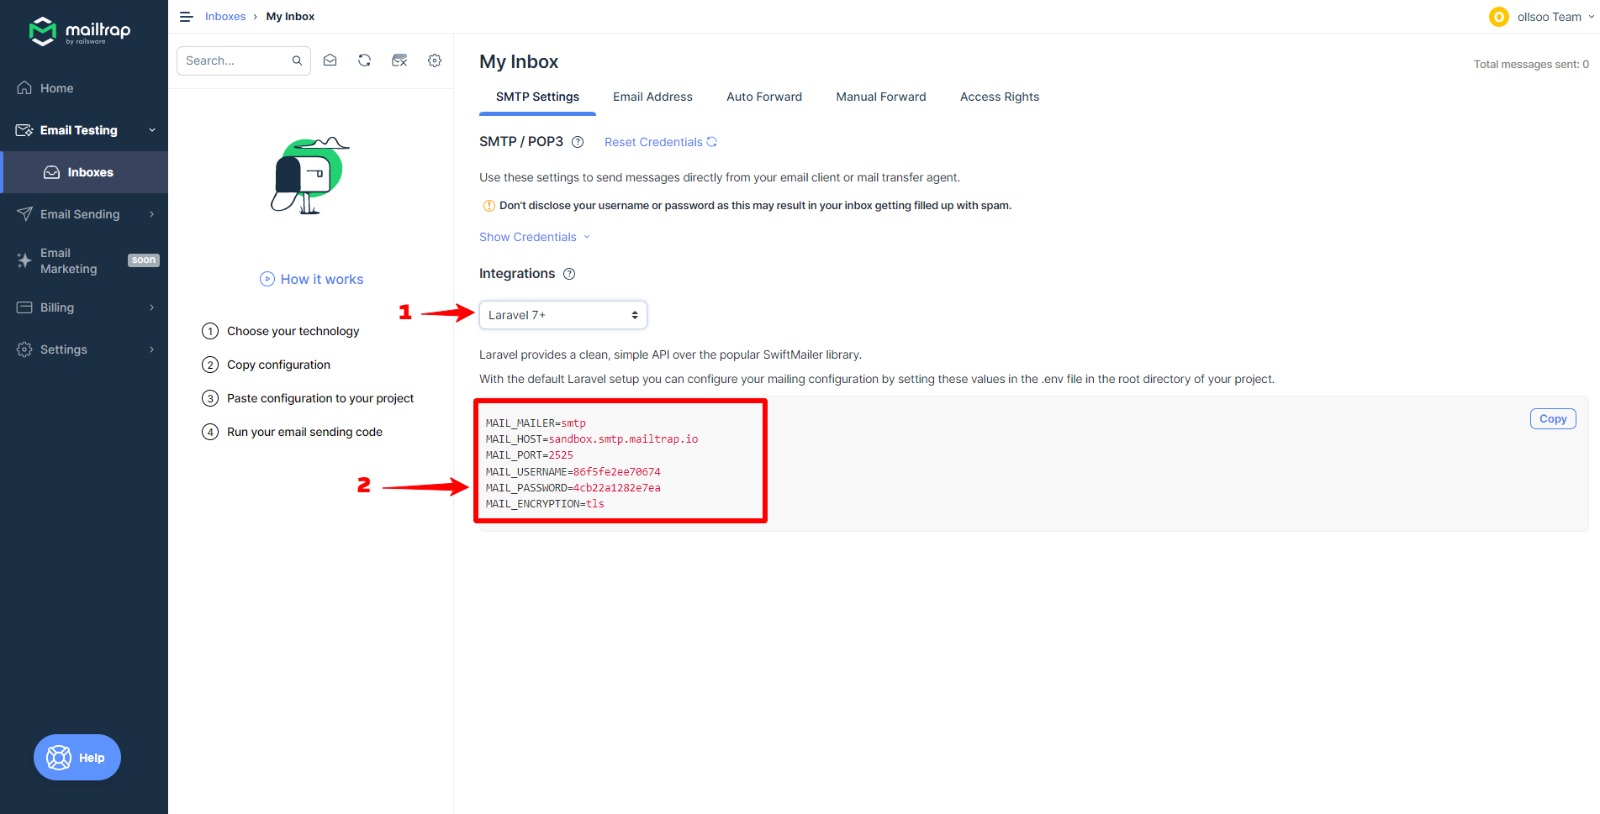 mailtrap
by railsware
Home
Email Testing
Inboxes
Email Sending
Email
Marketing
soon
Billing
Settings
Help
Inboxes › My Inbox
ollsoo Team
O
Search...
How it works
1 Choose your technology
2 Copy configuration
3 Paste configuration to your project
4 Run your email sending code
My Inbox
Total messages sent: 0
SMTP Settings Email Address Auto Forward Manual Forward Access Rights
SMTP / POP3 ? Reset Credentials
Use these settings to send messages directly from your email client or mail transfer agent.
! Don't disclose your username or password as this may result in your inbox getting filled up with spam.
Show Credentials
Integrations ?
1
Laravel 7+
Laravel provides a clean, simple API over the popular SwiftMailer library.
With the default Laravel setup you can configure your mailing configuration by setting these values in the .env file in the root directory of your project.
Copy
MAIL_MAILER=smtp
MAIL_HOST=sandbox.smtp.mailtrap.io
MAIL_PORT=2525
MAIL_USERNAME=86f5fe2ee70674
2
MAIL_PASSWORD=4cb22a1282e7ea
MAIL_ENCRYPTION=tls